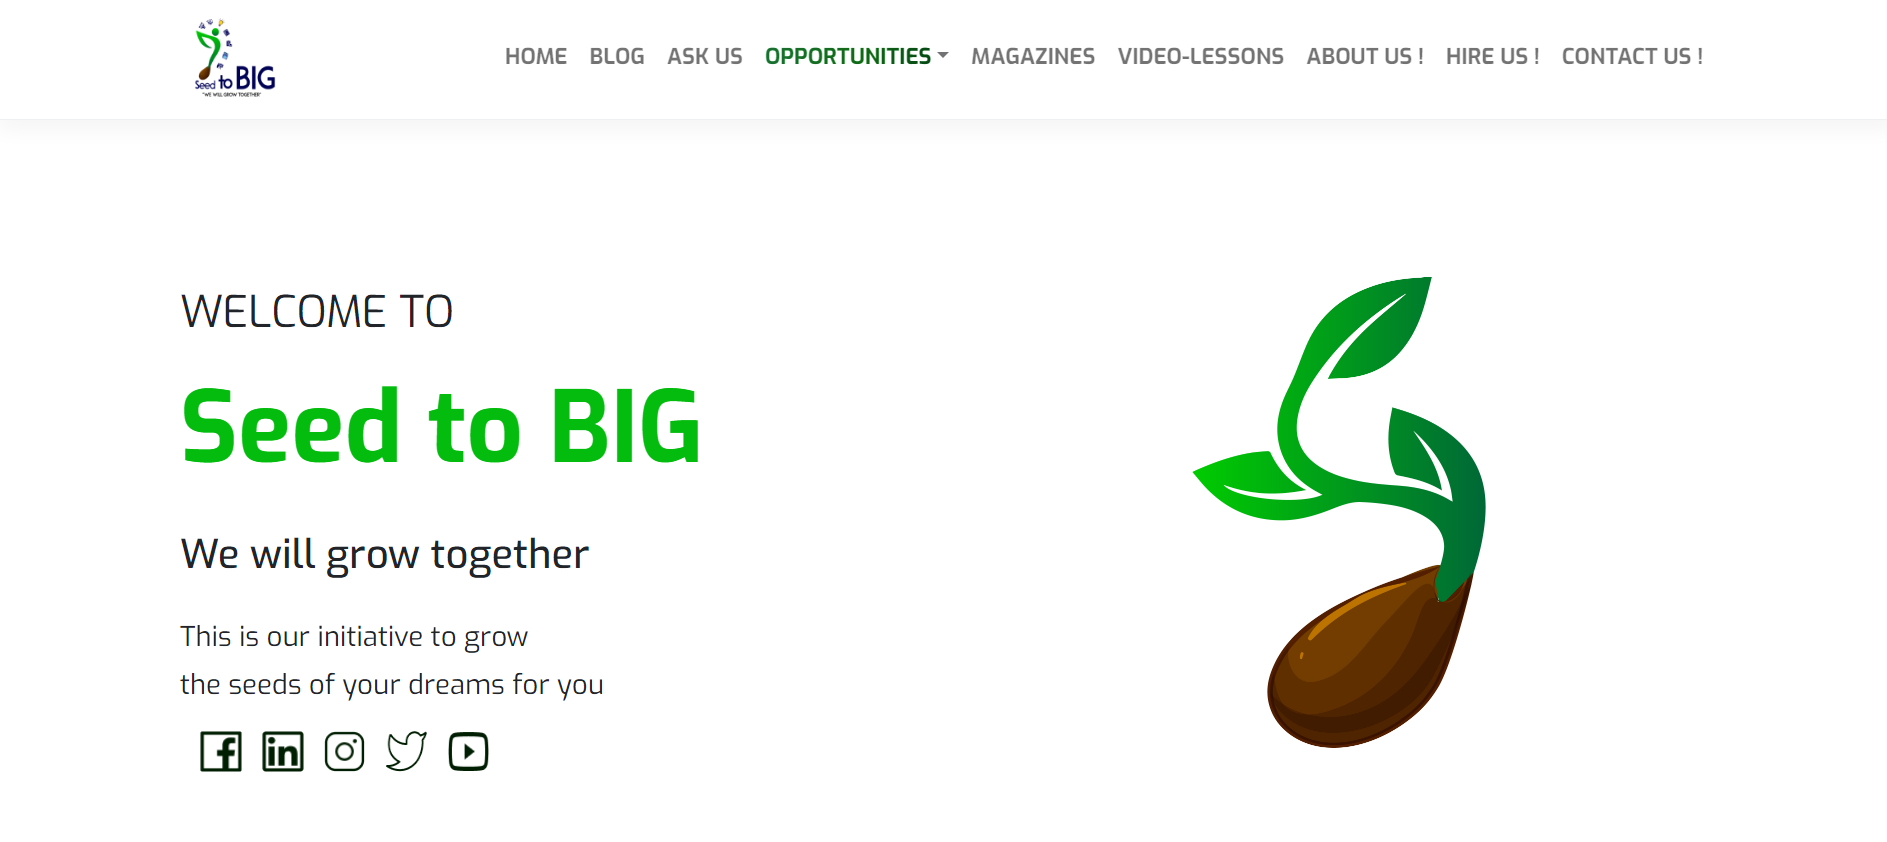 Seed to BIG
"WE WILL GROW TOGETHER"
HOME BLOG ASK US OPPORTUNITIES MAGAZINES VIDEO-LESSONS ABOUT US ! HIRE US ! CONTACT US !
WELCOME TO
Seed to BIG
We will grow together
This is our initiative to grow
the seeds of your dreams for you